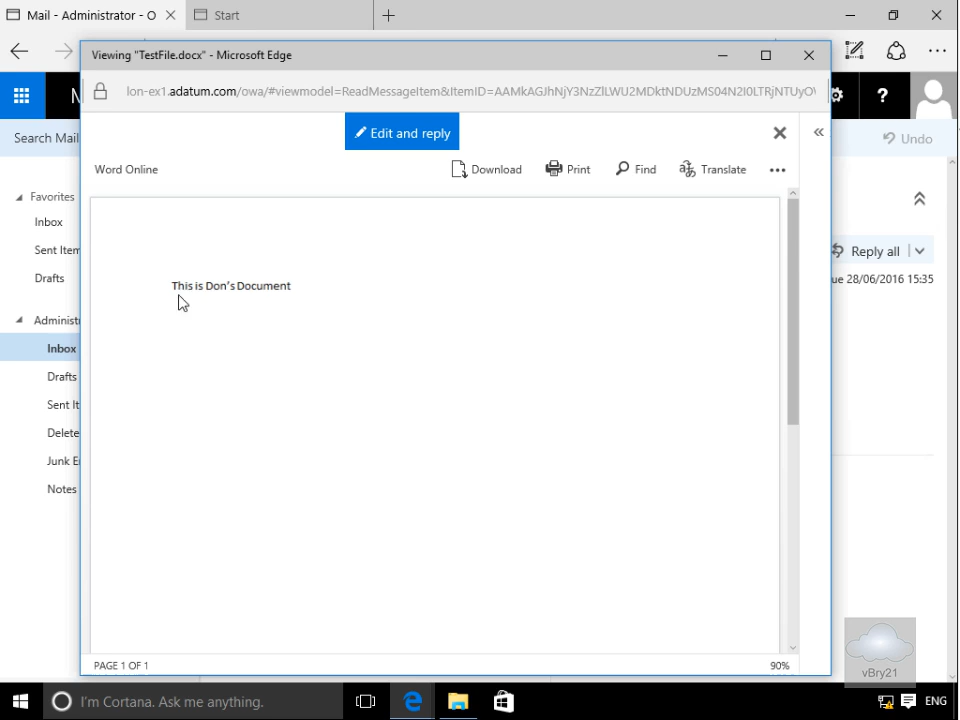 Mail - Administrator - O
Start
Viewing "TestFile.docx" - Microsoft Edge
lon-ex1.adatum.com/owa/#viewmodel=ReadMessageItem&ItemID=AAMkAGJhNjY3NzZlLWU2MDktNDUzMS04N2I0LTRjNTUyOV
M
?
Search Mail
Edit and reply
Undo
Word Online
Download
Print
Find
Translate
Favorites
Inbox
Sent Item
Drafts
Reply all
ue 28/06/2016 15:35
This is Don's Document
Administ
Inbox
Drafts
Sent It
Delete
Junk E
Notes
PAGE 1 OF 1
90%
vBry21
I'm Cortana. Ask me anything.
ENG